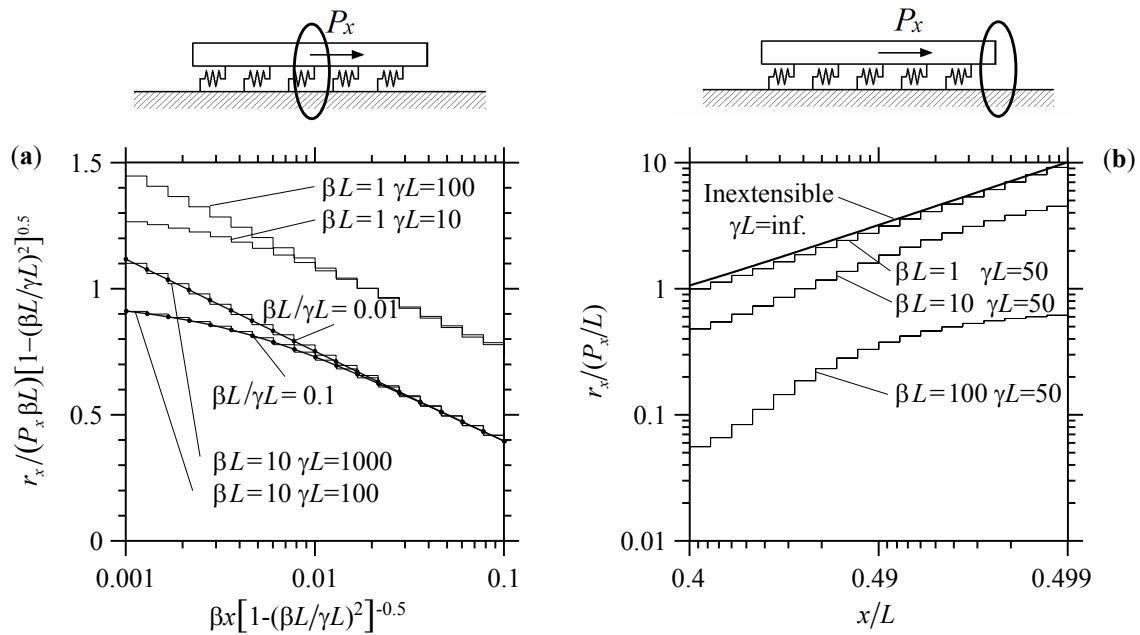 P_x
P_x
(a)
1.5
1
0.5
0
r_x/(P_x βL)[1−(βL/γL)²]^0.5
βL=1 γL=100
βL=1 γL=10
βL/γL= 0.01
βL/γL= 0.1
βL=10 γL=1000
βL=10 γL=100
0.001
0.01
0.1
βx[1-(βL/γL)²]^-0.5
(b)
10
1
0.1
0.01
r_x/(P_x/L)
Inextensible
γL=inf.
βL=1 γL=50
βL=10 γL=50
βL=100 γL=50
0.4
0.49
0.499
x/L